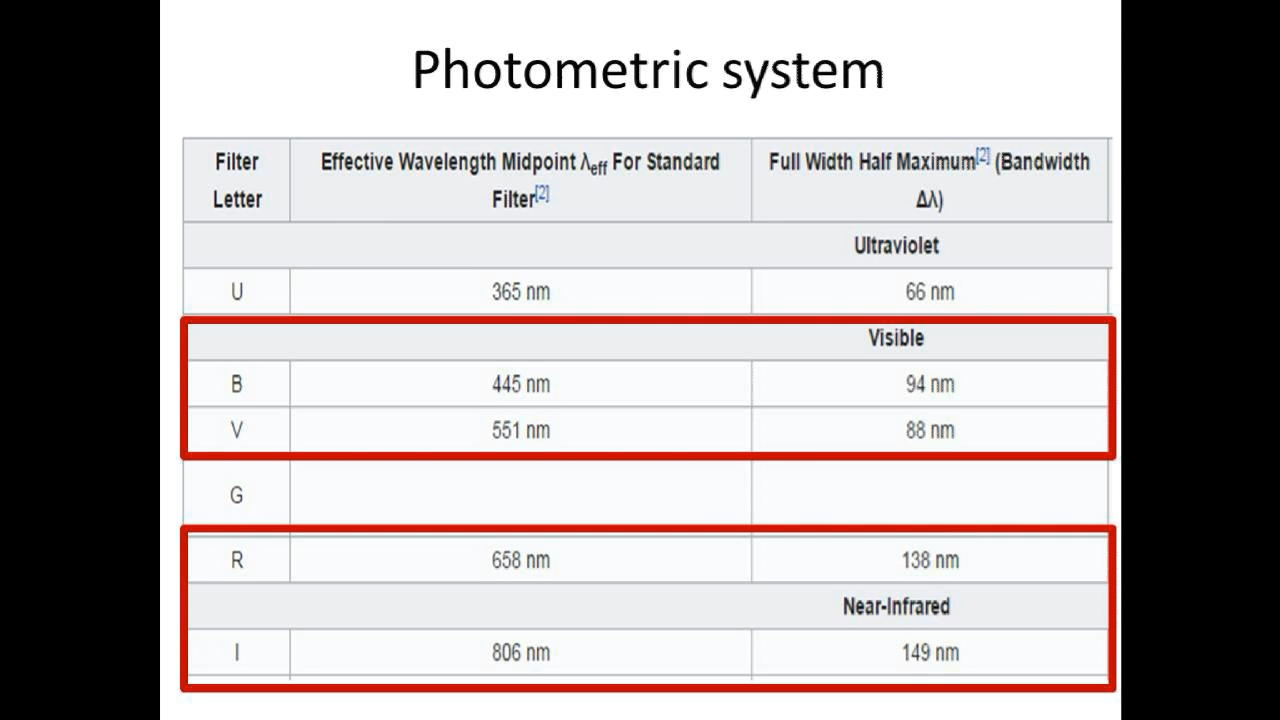 Photometric system
Filter Letter Effective Wavelength Midpoint λeff For Standard Filter[2] Full Width Half Maximum[2] (Bandwidth Δλ)
Ultraviolet
U 365 nm 66 nm
Visible
B 445 nm 94 nm
V 551 nm 88 nm
G
R 658 nm 138 nm
Near-Infrared
I 806 nm 149 nm